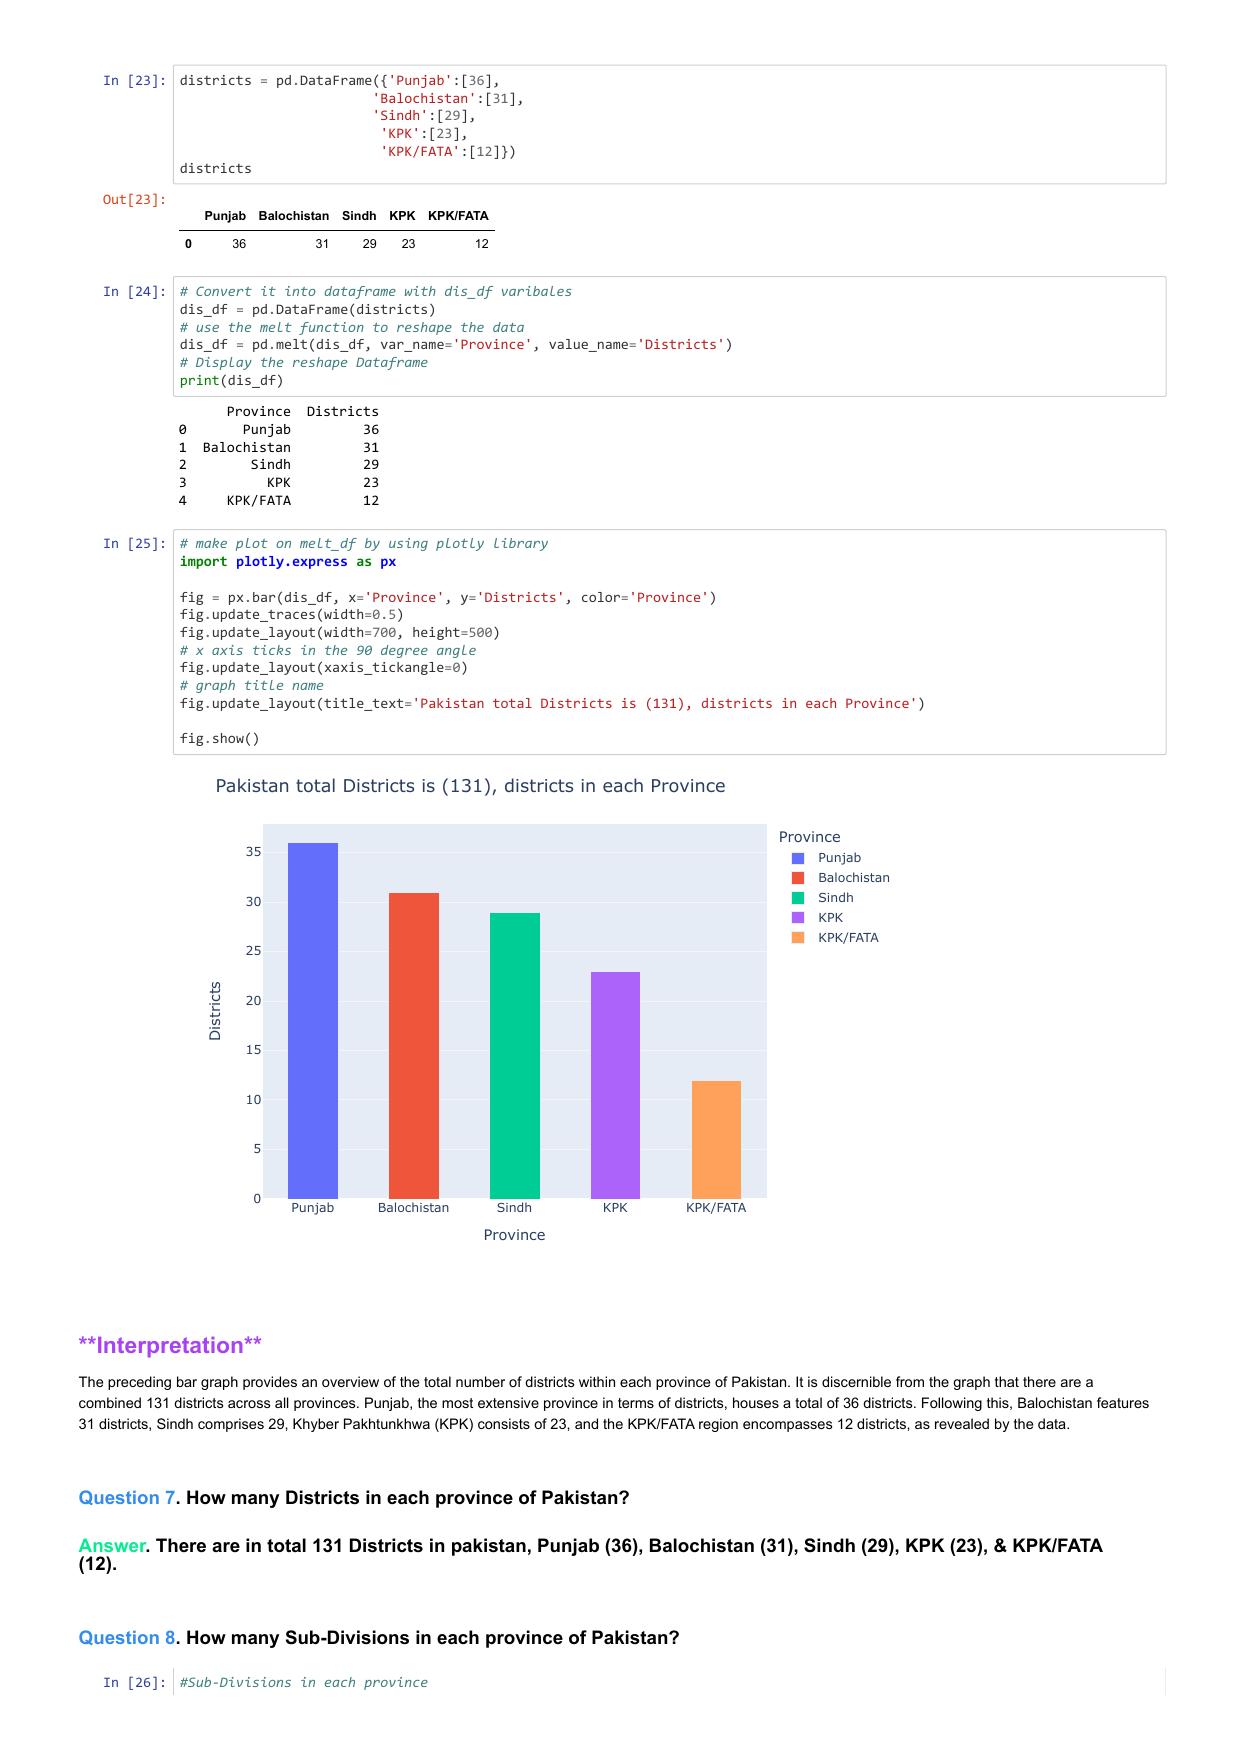 In [23]: districts = pd.DataFrame({'Punjab':[36],
'Balochistan':[31],
'Sindh':[29],
'KPK':[23],
'KPK/FATA':[12]})
districts
Out[23]:
Punjab Balochistan Sindh KPK KPK/FATA
0 36 31 29 23 12
In [24]: # Convert it into dataframe with dis_df varibales
dis_df = pd.DataFrame(districts)
# use the melt function to reshape the data
dis_df = pd.melt(dis_df, var_name='Province', value_name='Districts')
# Display the reshape Dataframe
print(dis_df)
Province Districts
0 Punjab 36
1 Balochistan 31
2 Sindh 29
3 KPK 23
4 KPK/FATA 12
In [25]: # make plot on melt_df by using plotly library
import plotly.express as px
fig = px.bar(dis_df, x='Province', y='Districts', color='Province')
fig.update_traces(width=0.5)
fig.update_layout(width=700, height=500)
# x axis ticks in the 90 degree angle
fig.update_layout(xaxis_tickangle=0)
# graph title name
fig.update_layout(title_text='Pakistan total Districts is (131), districts in each Province')
fig.show()
Pakistan total Districts is (131), districts in each Province
35
30
25
20
15
10
5
0
Districts
Punjab Balochistan Sindh KPK KPK/FATA
Province
Province
Punjab
Balochistan
Sindh
KPK
KPK/FATA
**Interpretation**
The preceding bar graph provides an overview of the total number of districts within each province of Pakistan. It is discernible from the graph that there are a
combined 131 districts across all provinces. Punjab, the most extensive province in terms of districts, houses a total of 36 districts. Following this, Balochistan features
31 districts, Sindh comprises 29, Khyber Pakhtunkhwa (KPK) consists of 23, and the KPK/FATA region encompasses 12 districts, as revealed by the data.
Question 7. How many Districts in each province of Pakistan?
Answer. There are in total 131 Districts in pakistan, Punjab (36), Balochistan (31), Sindh (29), KPK (23), & KPK/FATA
(12).
Question 8. How many Sub-Divisions in each province of Pakistan?
In [26]: #Sub-Divisions in each province